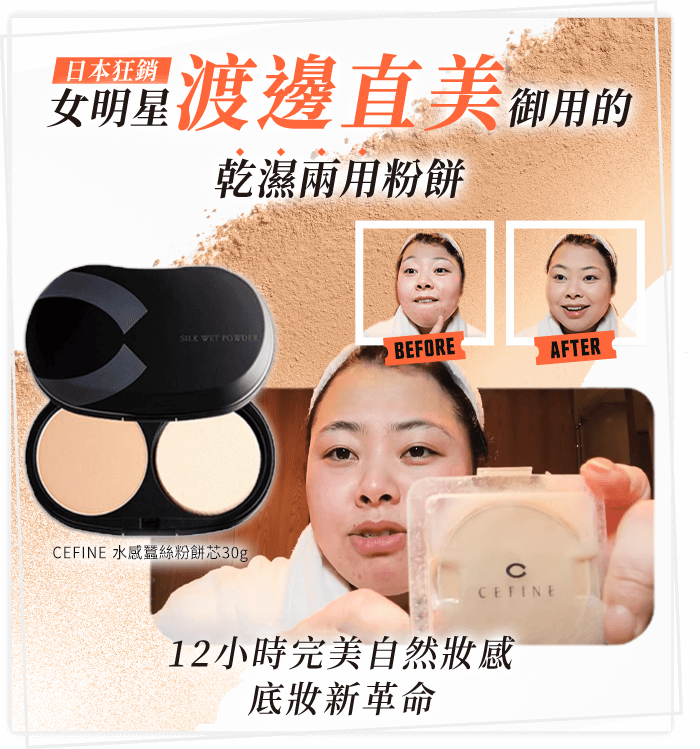 日本狂銷
女明星渡邊直美御用的
乾濕兩用粉餅
BEFORE
AFTER
SILK WET POWDER
CEFINE 水感蠶絲粉餅芯30g
C
CEFINE
12小時完美自然妝感
底妝新革命